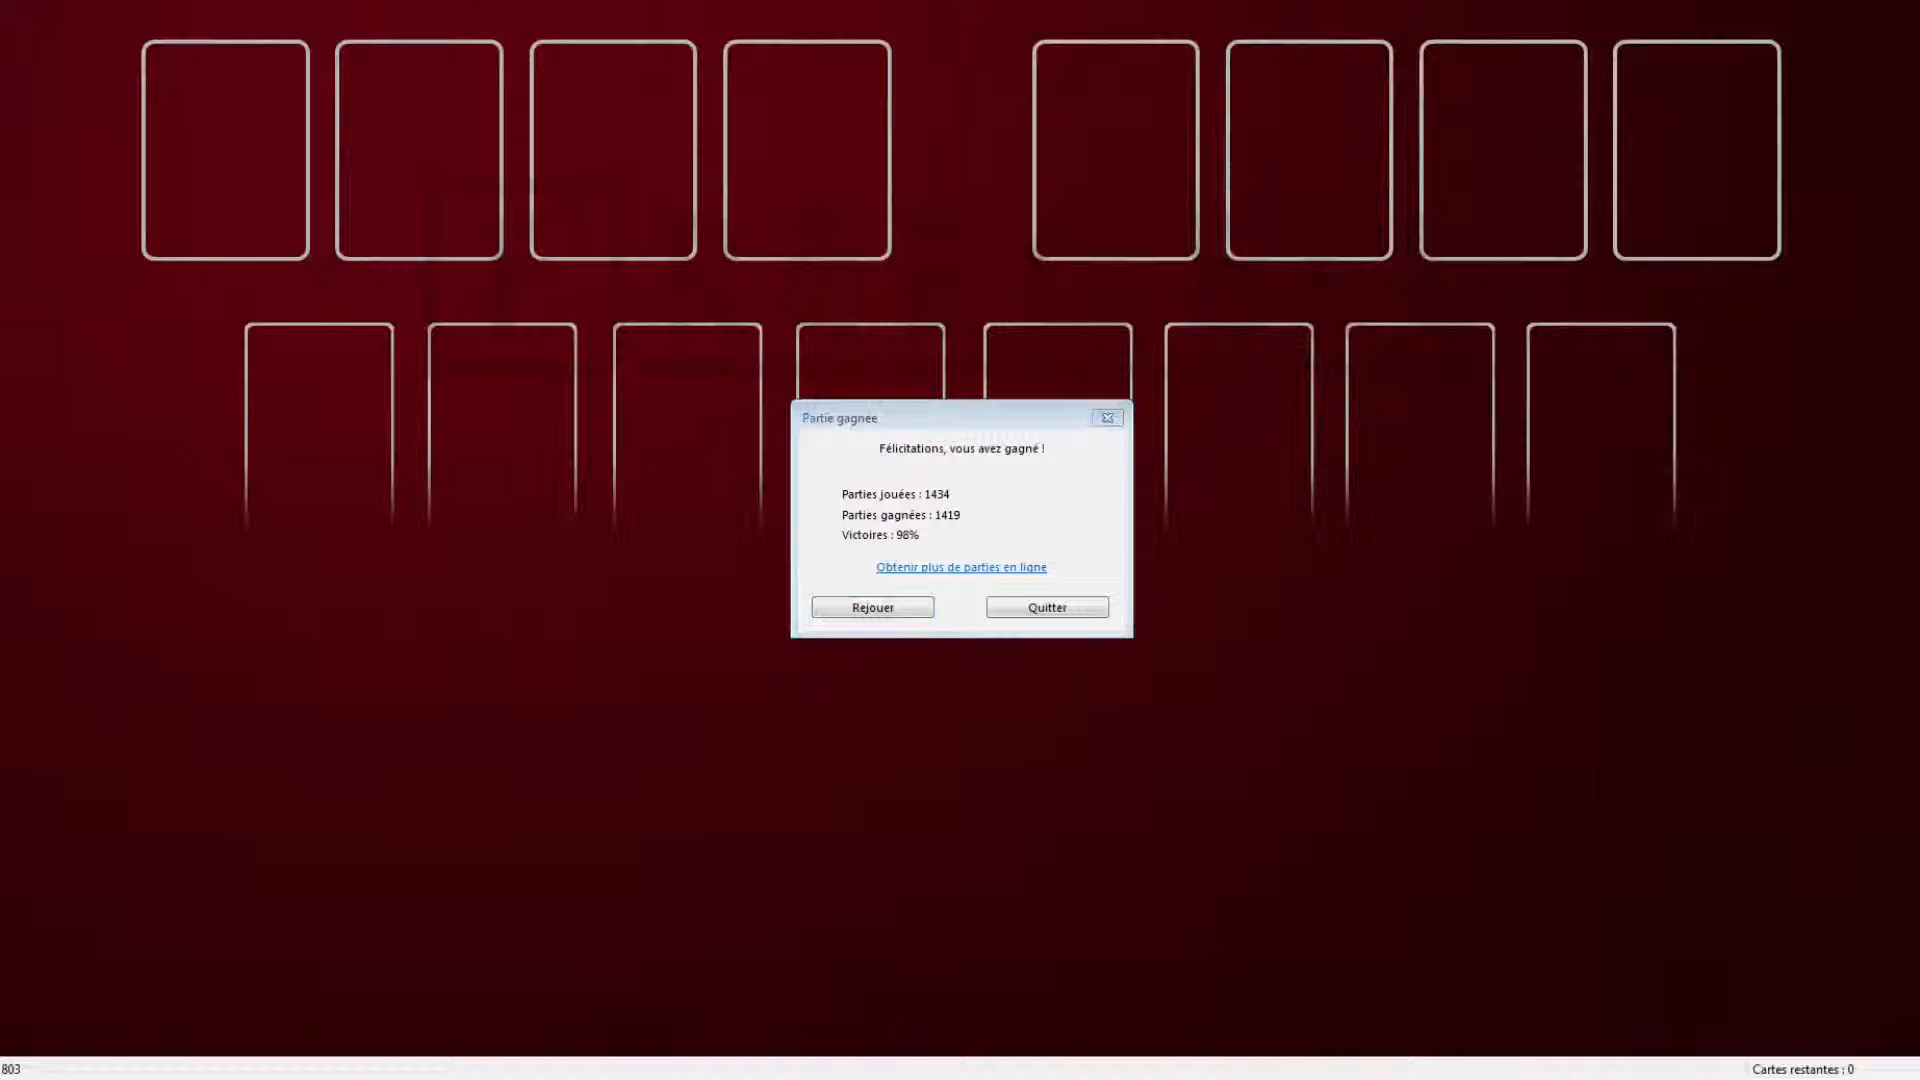 Partie gagnée
Félicitations, vous avez gagné !
Parties jouées : 1434
Parties gagnées : 1419
Victoires : 98%
Obtenir plus de parties en ligne
Rejouer
Quitter
803
Cartes restantes : 0